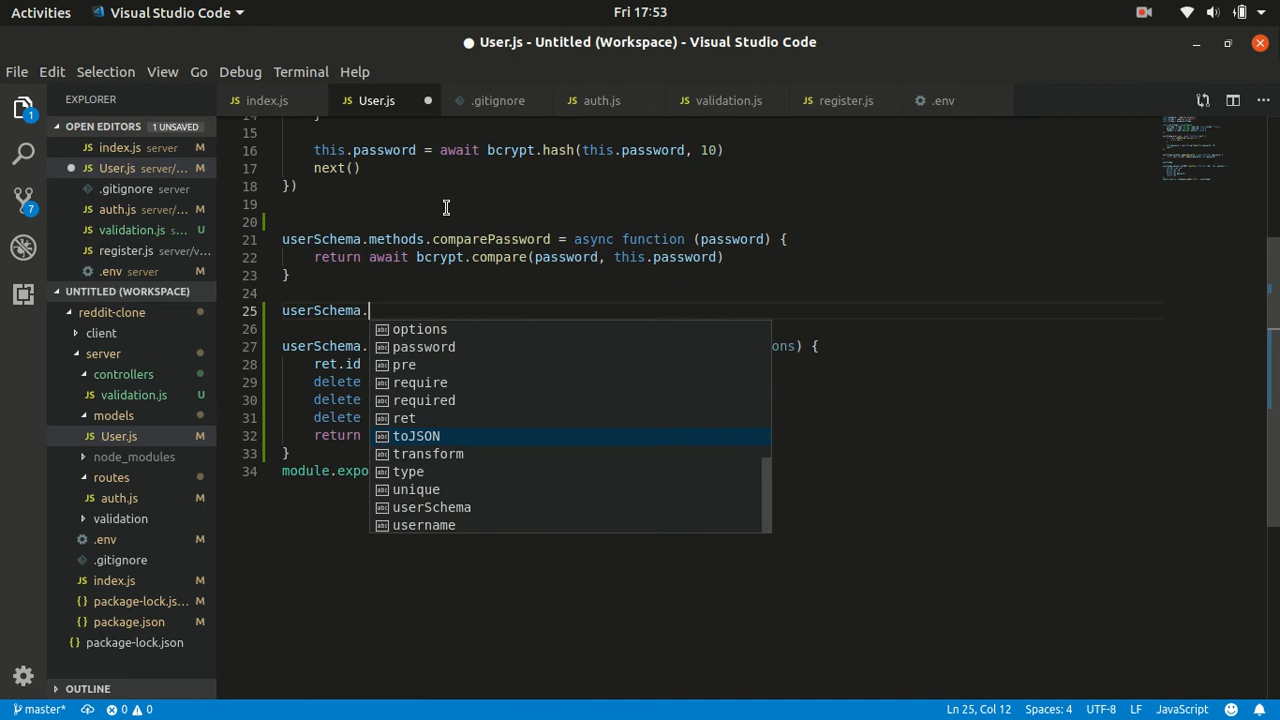 Activities Visual Studio Code Fri 17:53
User.js - Untitled (Workspace) - Visual Studio Code
File Edit Selection View Go Debug Terminal Help
EXPLORER
index.js User.js .gitignore auth.js validation.js register.js .env
OPEN EDITORS 1 UNSAVED
index.js server
User.js server/...
.gitignore server
auth.js server/...
validation.js s... U
register.js server/v...
.env server
UNTITLED (WORKSPACE)
reddit-clone
client
server
controllers
validation.js U
models
User.js M
node_modules
routes
auth.js M
validation
.env M
.gitignore
index.js M
package-lock.js... M
package.json M
package-lock.json
OUTLINE
1
7
14 }
15
16 this.password = await bcrypt.hash(this.password, 10)
17 next()
18 })
19
20
21 userSchema.methods.comparePassword = async function (password) {
22 return await bcrypt.compare(password, this.password)
23 }
24
25 userSchema.
26
27 userSchema. ons) {
28 ret.id
29 delete
30 delete
31 delete
32 return
33 }
34 module.expo
options
password
pre
require
required
ret
toJSON
transform
type
unique
userSchema
username
master* 0 0 Ln 25, Col 12 Spaces: 4 UTF-8 LF JavaScript